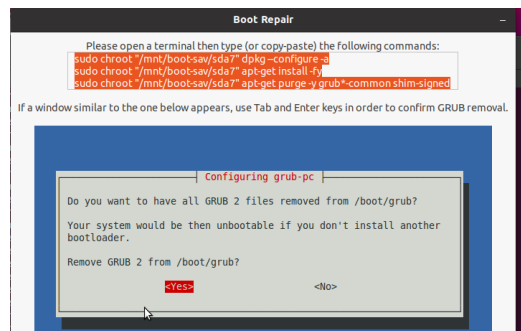 Boot Repair
Please open a terminal then type (or copy-paste) the following commands:
sudo chroot "/mnt/boot-sav/sda7" dpkg --configure -a
sudo chroot "/mnt/boot-sav/sda7" apt-get install -fy
sudo chroot "/mnt/boot-sav/sda7" apt-get purge -y grub*-common shim-signed
If a window similar to the one below appears, use Tab and Enter keys in order to confirm GRUB removal.
Configuring grub-pc
Do you want to have all GRUB 2 files removed from /boot/grub?
Your system would be then unbootable if you don't install another
bootloader.
Remove GRUB 2 from /boot/grub?
<Yes> <No>